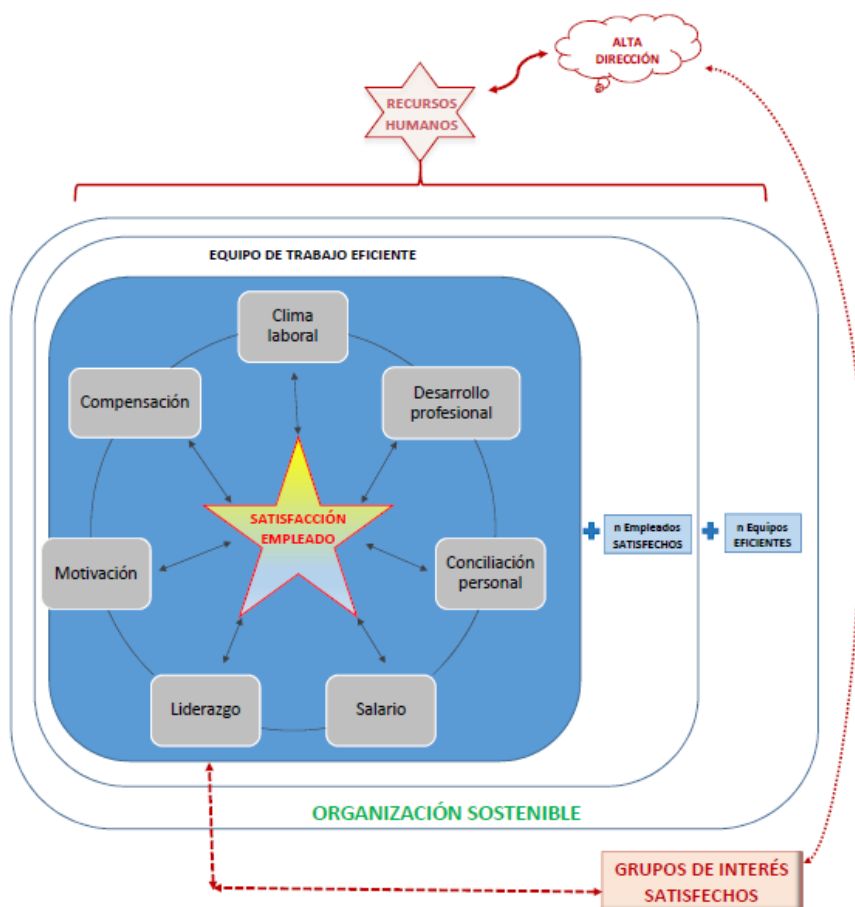 ALTA
DIRECCIÓN
RECURSOS
HUMANOS
EQUIPO DE TRABAJO EFICIENTE
Clima
laboral
Compensación
Desarrollo
profesional
SATISFACCIÓN
EMPLEADO
n Empleados
SATISFECHOS
n Equipos
EFICIENTES
Motivación
Conciliación
personal
Liderazgo
Salario
ORGANIZACIÓN SOSTENIBLE
GRUPOS DE INTERÉS
SATISFECHOS